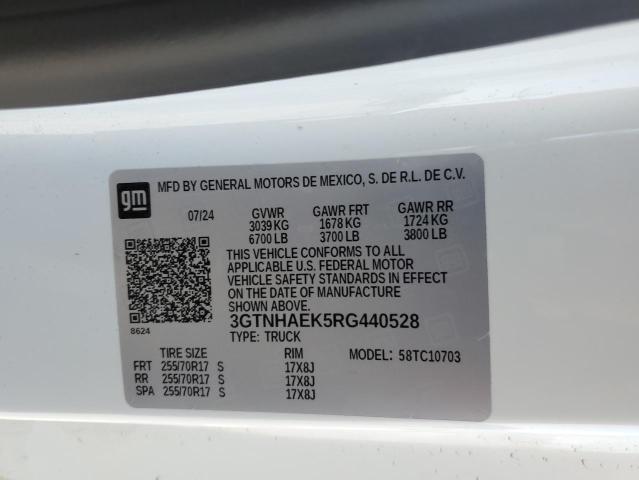 gm
MFD BY GENERAL MOTORS DE MEXICO, S. DE R.L. DE C.V.
07/24 GVWR GAWR FRT GAWR RR
3039 KG 1678 KG 1724 KG
6700 LB 3700 LB 3800 LB
THIS VEHICLE CONFORMS TO ALL
APPLICABLE U.S. FEDERAL MOTOR
VEHICLE SAFETY STANDARDS IN EFFECT
ON THE DATE OF MANUFACTURE
SHOWN ABOVE.
8624
3GTNHAEK5RG440528
TYPE: TRUCK
TIRE SIZE RIM MODEL: 58TC10703
FRT 255/70R17 S 17X8J
RR 255/70R17 S 17X8J
SPA 255/70R17 S 17X8J